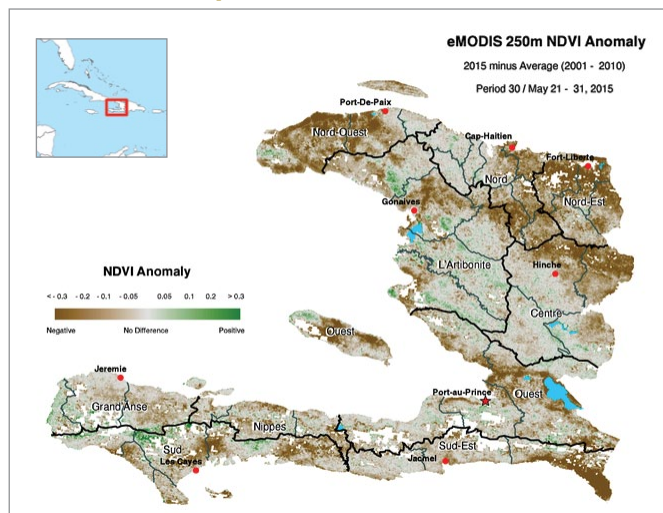 eMODIS 250m NDVI Anomaly
2015 minus Average (2001 - 2010)
Period 30 / May 21 - 31, 2015
Port-De-Paix
Nord-Ouest
Cap-Haitien
Fort-Liberte
Nord
Nord-Est
Gonaives
L'Artibonite
Hinche
Centre
NDVI Anomaly
< - 0.3 - 0.2 - 0.1 - 0.05 0.05 0.1 0.2 > 0.3
Negative No Difference Positive
Ouest
Jeremie
Grand'Anse
Port-au-Prince
Ouest
Nippes
Sud-Est
Sud
Les Cayes
Jacmel